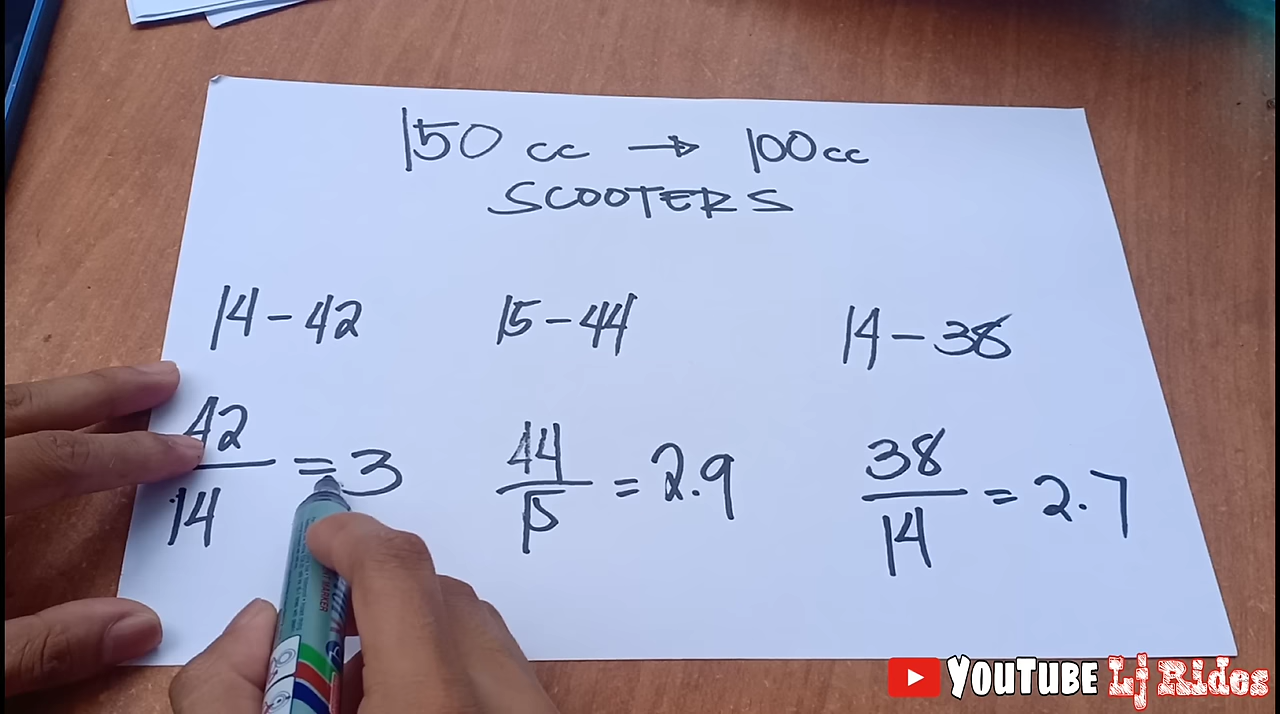 150 cc → 100cc
SCOOTERS
14 - 42 15 - 44 14 - 38
42/14 = 3 44/15 = 2.9 38/14 = 2.7
MARKER
YouTube Lj Rides